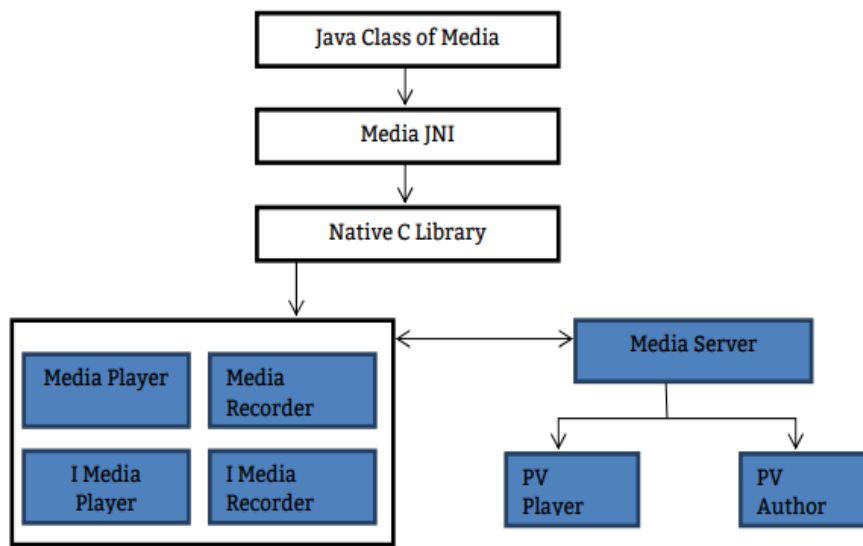 Java Class of Media
Media JNI
Native C Library
Media Player
Media
Recorder
I Media
Player
I Media
Recorder
Media Server
PV
Player
PV
Author